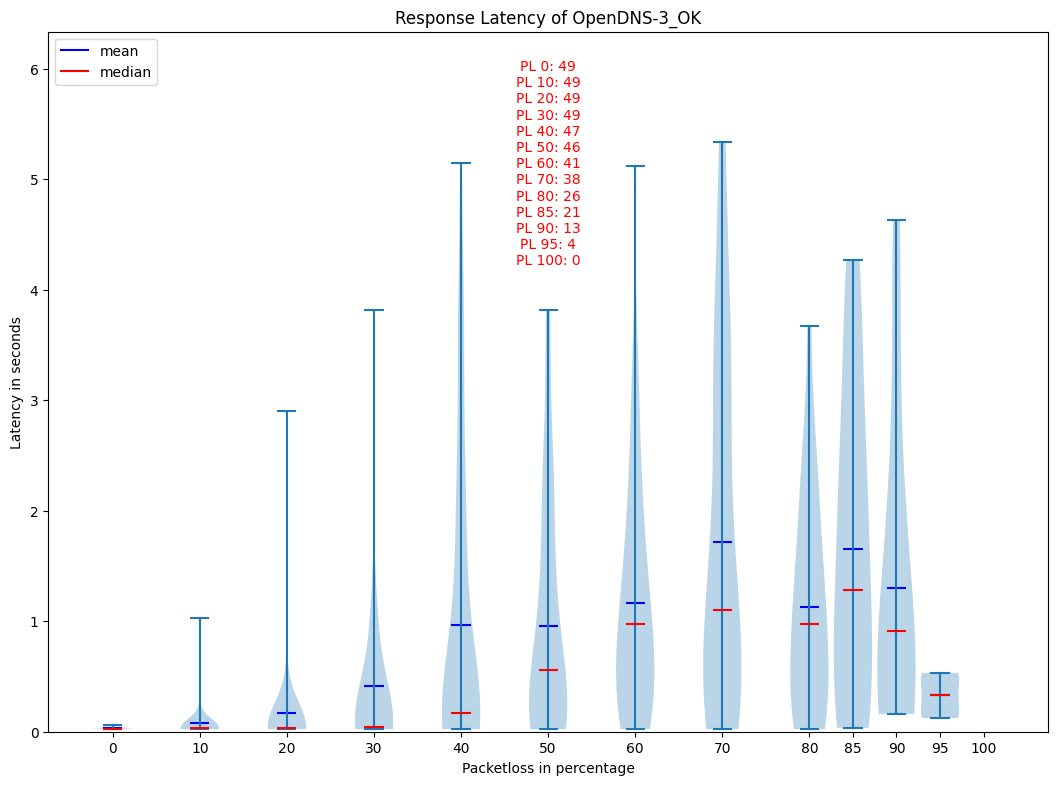 Response Latency of OpenDNS-3_OK
mean
median
PL 0: 49
PL 10: 49
PL 20: 49
PL 30: 49
PL 40: 47
PL 50: 46
PL 60: 41
PL 70: 38
PL 80: 26
PL 85: 21
PL 90: 13
PL 95: 4
PL 100: 0
Latency in seconds
6
5
4
3
2
1
0
0 10 20 30 40 50 60 70 80 85 90 95 100
Packetloss in percentage